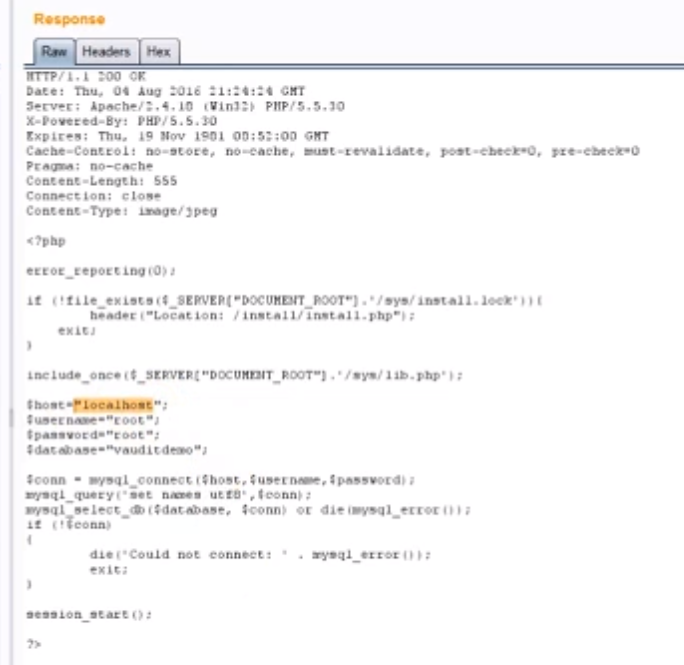 Response
Raw Headers Hex
HTTP/1.1 200 OK
Date: Thu, 04 Aug 2016 21:24:24 GMT
Server: Apache/2.4.18 (Win32) PHP/5.5.30
X-Powered-By: PHP/5.5.30
Expires: Thu, 19 Nov 1981 08:52:00 GMT
Cache-Control: no-store, no-cache, must-revalidate, post-check=0, pre-check=0
Pragma: no-cache
Content-Length: 555
Connection: close
Content-Type: image/jpeg
<?php
error_reporting(0);
if (!file_exists($_SERVER["DOCUMENT_ROOT"].'/sys/install.lock')){
header("Location: /install/install.php");
exit;
}
include_once($_SERVER["DOCUMENT_ROOT"].'/sys/lib.php');
$host="localhost";
$username="root";
$password="root";
$database="vauditdemo";
$conn = mysql_connect($host,$username,$password);
mysql_query('set names utf8',$conn);
mysql_select_db($database, $conn) or die(mysql_error());
if (!$conn)
{
die('Could not connect: ' . mysql_error());
exit;
}
session_start();
?>